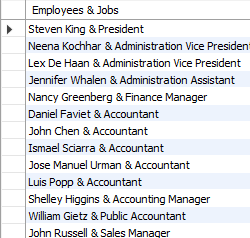 Employees & Jobs
Steven King & President
Neena Kochhar & Administration Vice President
Lex De Haan & Administration Vice President
Jennifer Whalen & Administration Assistant
Nancy Greenberg & Finance Manager
Daniel Faviet & Accountant
John Chen & Accountant
Ismael Sciarra & Accountant
Jose Manuel Urman & Accountant
Luis Popp & Accountant
Shelley Higgins & Accounting Manager
William Gietz & Public Accountant
John Russell & Sales Manager